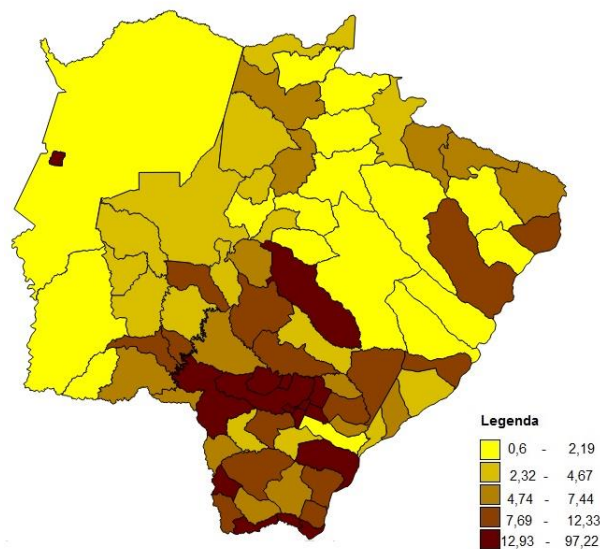 Legenda
0,6 - 2,19
2,32 - 4,67
4,74 - 7,44
7,69 - 12,33
12,93 - 97,22